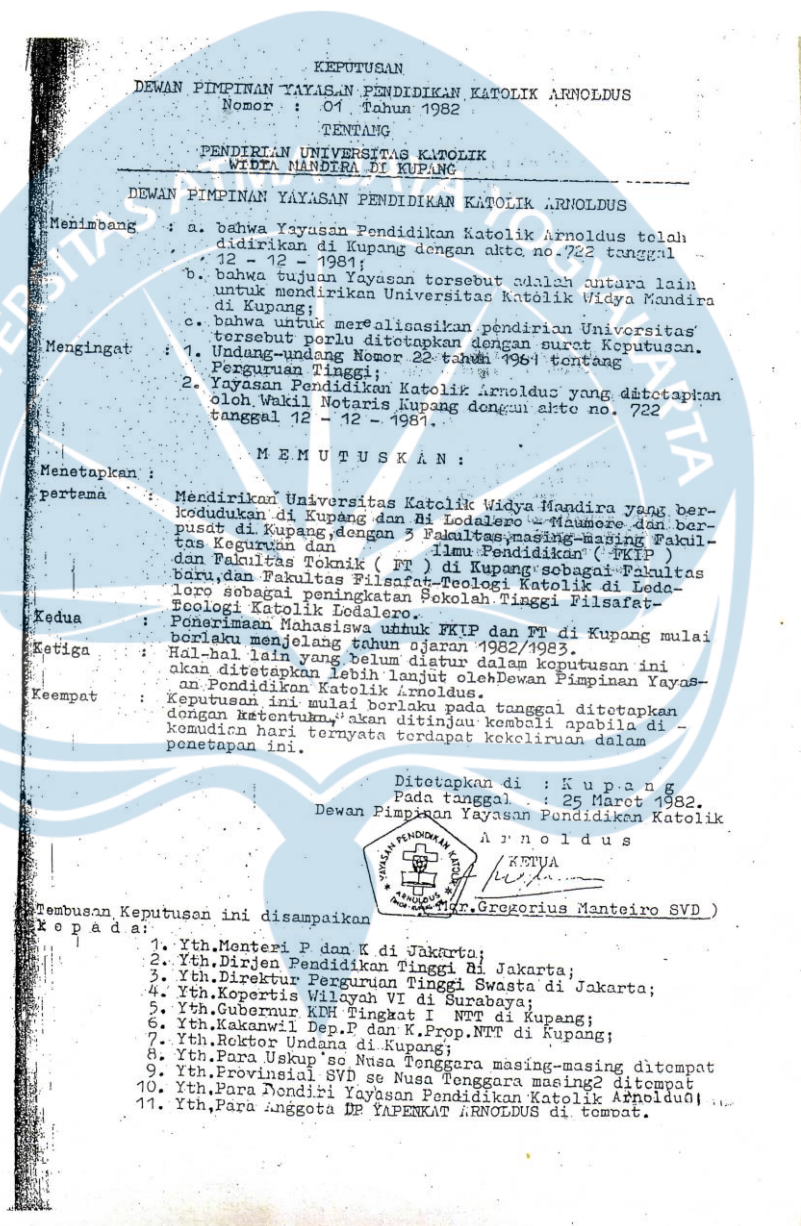 KEPUTUSAN
DEWAN PIMPINAN YAYASAN PENDIDIKAN KATOLIK ARNOLDUS
Nomor : 01 Tahun 1982
TENTANG
PENDIRIAN UNIVERSITAS KATOLIK
WIDYA MANDIRA DI KUPANG
DEWAN PIMPINAN YAYASAN PENDIDIKAN KATOLIK ARNOLDUS
Menimbang : a. bahwa Yayasan Pendidikan Katolik Arnoldus telah
didirikan di Kupang dengan akte no.722 tanggal
12 - 12 - 1981;
b. bahwa tujuan Yayasan tersebut adalah antara lain
untuk mendirikan Universitas Katolik Widya Mandira
di Kupang;
c. bahwa untuk merealisasikan pendirian Universitas
tersebut perlu ditetapkan dengan surat Keputusan.
Mengingat : 1. Undang-undang Nomor 22 tahun 1961 tentang
Perguruan Tinggi;
2. Yayasan Pendidikan Katolik Arnoldus yang ditetapkan
oleh Wakil Notaris Kupang dengan akte no. 722
tanggal 12 - 12 - 1981.
M E M U T U S K A N :
Menetapkan :
pertama : Mendirikan Universitas Katolik Widya Mandira yang ber-
kedudukan di Kupang dan di Ledalero - Maumere dan ber-
pusat di Kupang,dengan 3 Fakultas,masing-masing Fakul-
tas Keguruan dan Ilmu Pendidikan ( FKIP )
dan Fakultas Teknik ( FT ) di Kupang sebagai Fakultas
baru,dan Fakultas Filsafat-Teologi Katolik di Leda-
lero sebagai peningkatan Sekolah Tinggi Filsafat-
Teologi Katolik Ledalero.
Kedua : Penerimaan Mahasiswa untuk FKIP dan FT di Kupang mulai
berlaku menjelang tahun ajaran 1982/1983.
Ketiga : Hal-hal lain yang belum diatur dalam keputusan ini
akan ditetapkan lebih lanjut olehDewan Pimpinan Yayas-
an Pendidikan Katolik Arnoldus.
Keempat : Keputusan ini mulai berlaku pada tanggal ditetapkan
dengan ketentuan," akan ditinjau kembali apabila di -
kemudian hari ternyata terdapat kekeliruan dalam
penetapan ini.
Ditetapkan di : K u p a n g
Pada tanggal : 25 Maret 1982.
Dewan Pimpinan Yayasan Pendidikan Katolik
A r n o l d u s
KETUA
YAYASAN PENDIDIKAN KATOLIK
ARNOLDUS
(Mgr.Gregorius Manteiro SVD )
Tembusan Keputusan ini disampaikan
k e p a d a:
1. Yth.Menteri P dan K di Jakarta;
2. Yth.Dirjen Pendidikan Tinggi di Jakarta;
3. Yth.Direktur Perguruan Tinggi Swasta di Jakarta;
4. Yth.Kopertis Wilayah VI di Surabaya;
5. Yth.Gubernur KDH Tingkat I NTT di Kupang;
6. Yth.Kakanwil Dep.P dan K.Prop.NTT di Kupang;
7. Yth.Rektor Undana di Kupang;
8. Yth.Para Uskup se Nusa Tenggara masing-masing ditempat
9. Yth.Provinsial SVD se Nusa Tenggara masing2 ditempat
10. Yth.Para Pendiri Yayasan Pendidikan Katolik Arnoldus;
11. Yth,Para Anggota DP YAPENKAT ARNOLDUS di tempat.